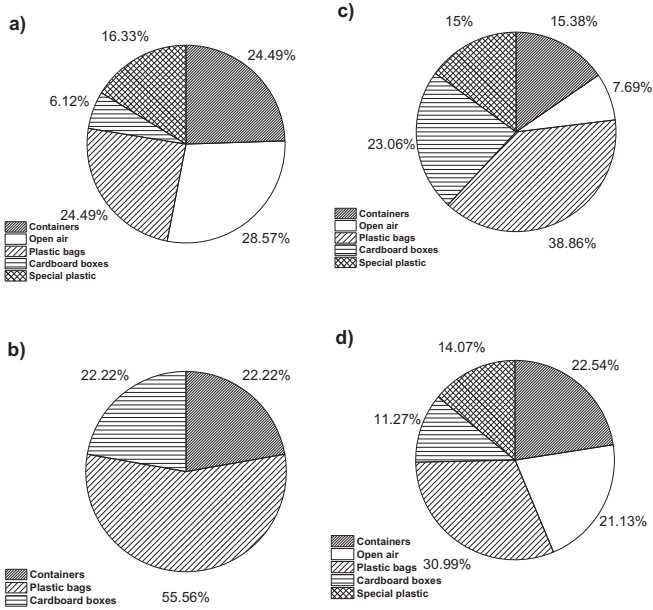 a)
16.33%
24.49%
6.12%
24.49%
28.57%
Containers
Open air
Plastic bags
Cardboard boxes
Special plastic
c)
15%
15.38%
7.69%
23.06%
38.86%
Containers
Open air
Plastic bags
Cardboard boxes
Special plastic
b)
22.22%
22.22%
55.56%
Containers
Plastic bags
Cardboard boxes
d)
14.07%
22.54%
11.27%
21.13%
30.99%
Containers
Open air
Plastic bags
Cardboard boxes
Special plastic